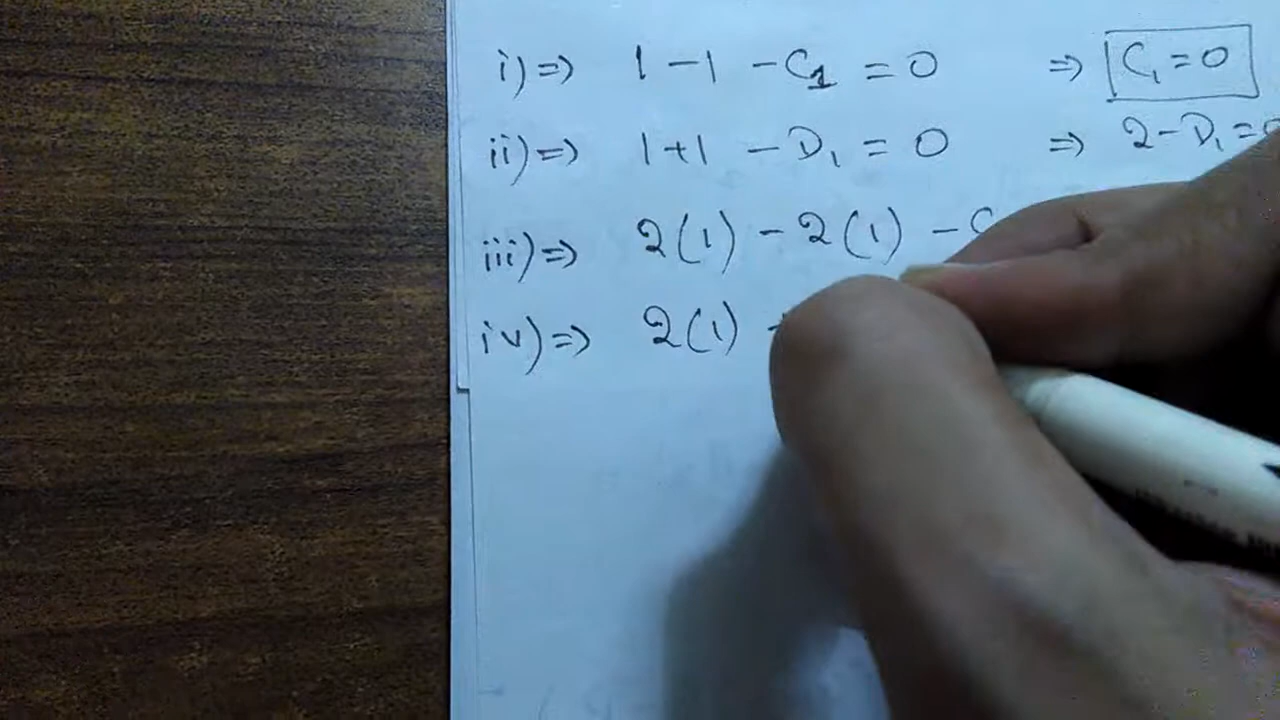 i) ⇒ 1 - 1 - C₁ = 0 ⇒ C₁ = 0
ii) ⇒ 1 + 1 - D₁ = 0 ⇒ 2 - D₁ =
iii) ⇒ 2(1) - 2(1) -
iv) ⇒ 2(1)